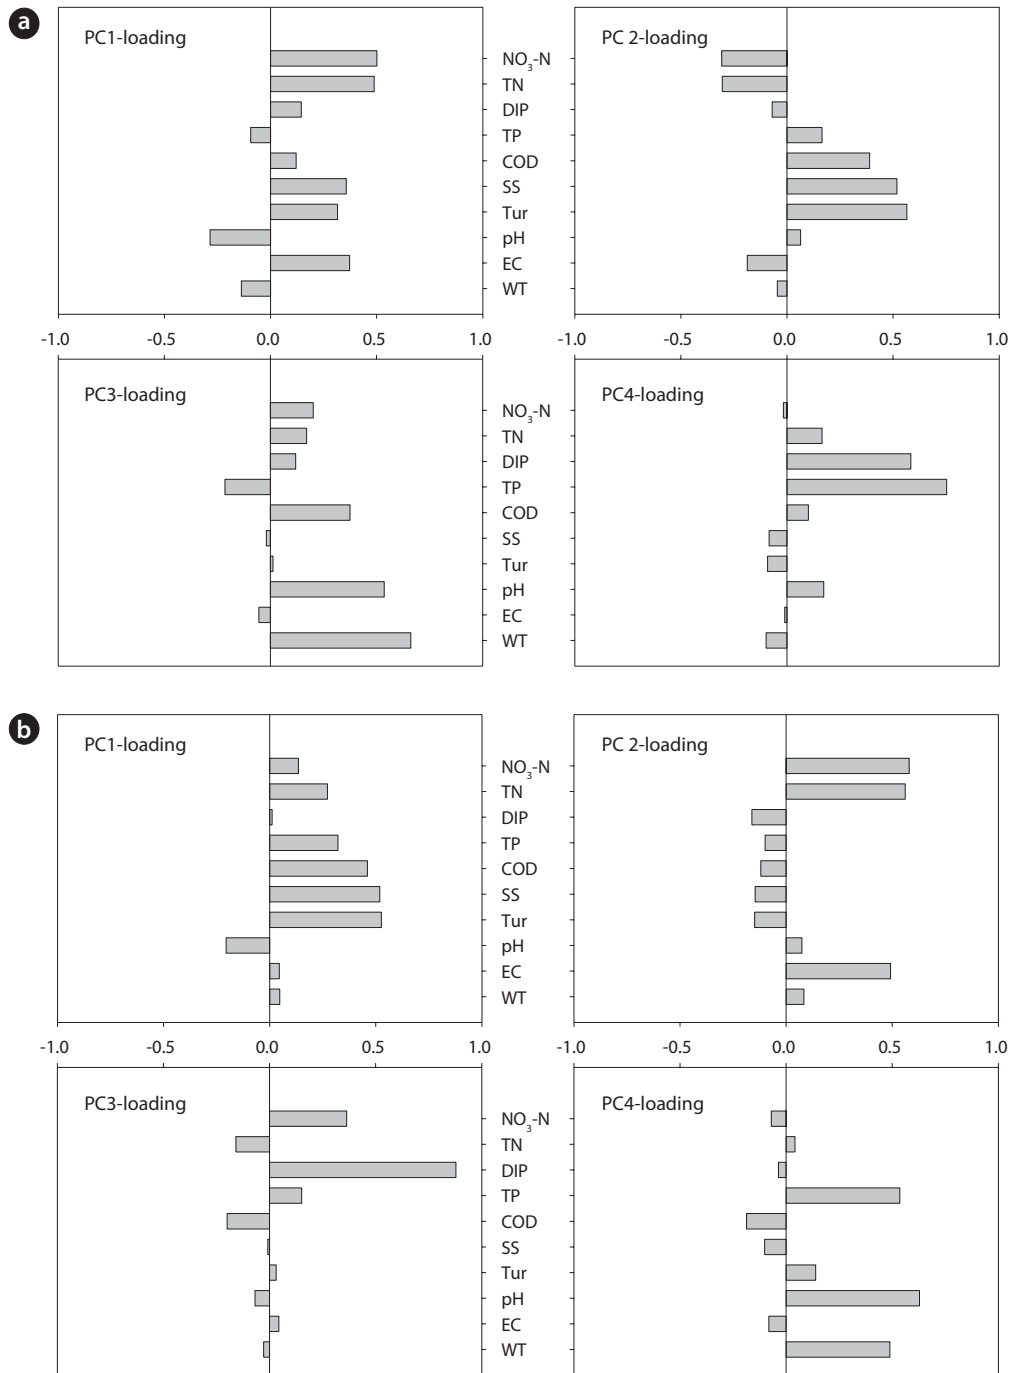 a
PC1-loading
PC 2-loading
NO3-N
TN
DIP
TP
COD
SS
Tur
pH
EC
WT
-1.0 -0.5 0.0 0.5 1.0 -1.0 -0.5 0.0 0.5 1.0
PC3-loading
PC4-loading
NO3-N
TN
DIP
TP
COD
SS
Tur
pH
EC
WT
b
PC1-loading
PC 2-loading
NO3-N
TN
DIP
TP
COD
SS
Tur
pH
EC
WT
-1.0 -0.5 0.0 0.5 1.0 -1.0 -0.5 0.0 0.5 1.0
PC3-loading
PC4-loading
NO3-N
TN
DIP
TP
COD
SS
Tur
pH
EC
WT